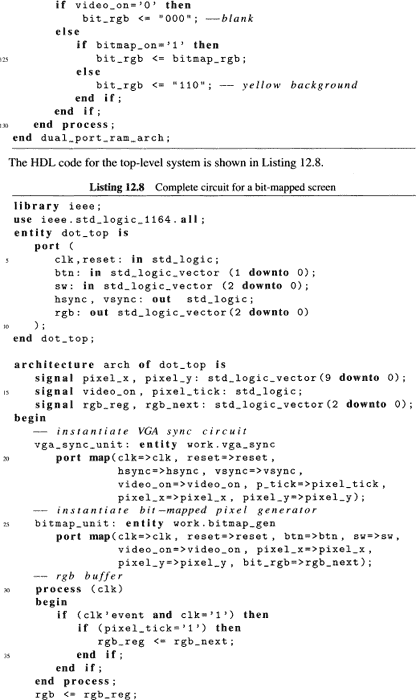 if video_on='0' then
bit_rgb <= "000"; --blank
else
if bitmap_on='1' then
125 bit_rgb <= bitmap_rgb;
else
bit_rgb <= "110"; -- yellow background
end if;
end if;
130 end process;
end dual_port_ram_arch;
The HDL code for the top-level system is shown in Listing 12.8.
Listing 12.8 Complete circuit for a bit-mapped screen
library ieee;
use ieee.std_logic_1164.all;
entity dot_top is
port (
5 clk,reset: in std_logic;
btn: in std_logic_vector (1 downto 0);
sw: in std_logic_vector (2 downto 0);
hsync, vsync: out std_logic;
rgb: out std_logic_vector(2 downto 0)
10 );
end dot_top;
architecture arch of dot_top is
signal pixel_x, pixel_y: std_logic_vector(9 downto 0);
15 signal video_on, pixel_tick: std_logic;
signal rgb_reg, rgb_next: std_logic_vector(2 downto 0);
begin
-- instantiate VGA sync circuit
vga_sync_unit: entity work.vga_sync
20 port map(clk=>clk, reset=>reset,
hsync=>hsync, vsync=>vsync,
video_on=>video_on, p_tick=>pixel_tick,
pixel_x=>pixel_x, pixel_y=>pixel_y);
-- instantiate bit-mapped pixel generator
25 bitmap_unit: entity work.bitmap_gen
port map(clk=>clk, reset=>reset, btn=>btn, sw=>sw,
video_on=>video_on, pixel_x=>pixel_x,
pixel_y=>pixel_y, bit_rgb=>rgb_next);
-- rgb buffer
30 process (clk)
begin
if (clk'event and clk='1') then
if (pixel_tick='1') then
rgb_reg <= rgb_next;
35 end if;
end if;
end process;
rgb <= rgb_reg;